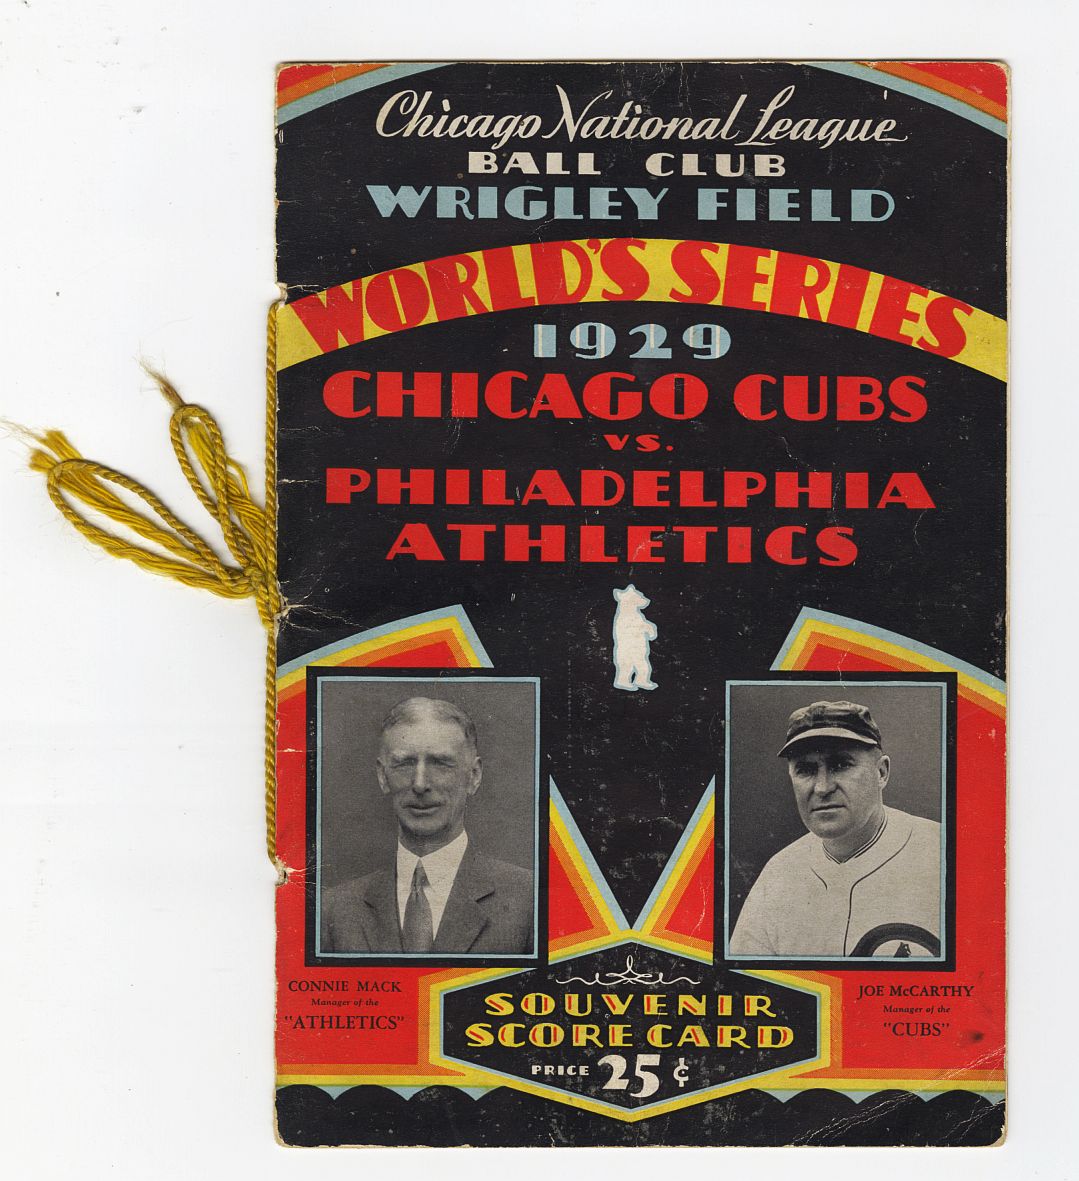 Chicago National League
BALL CLUB
WRIGLEY FIELD
WORLD'S SERIES
1929
CHICAGO CUBS
VS.
PHILADELPHIA
ATHLETICS
CONNIE MACK
Manager of the
"ATHLETICS"
JOE McCARTHY
Manager of the
"CUBS"
SOUVENIR
SCORE CARD
PRICE 25¢